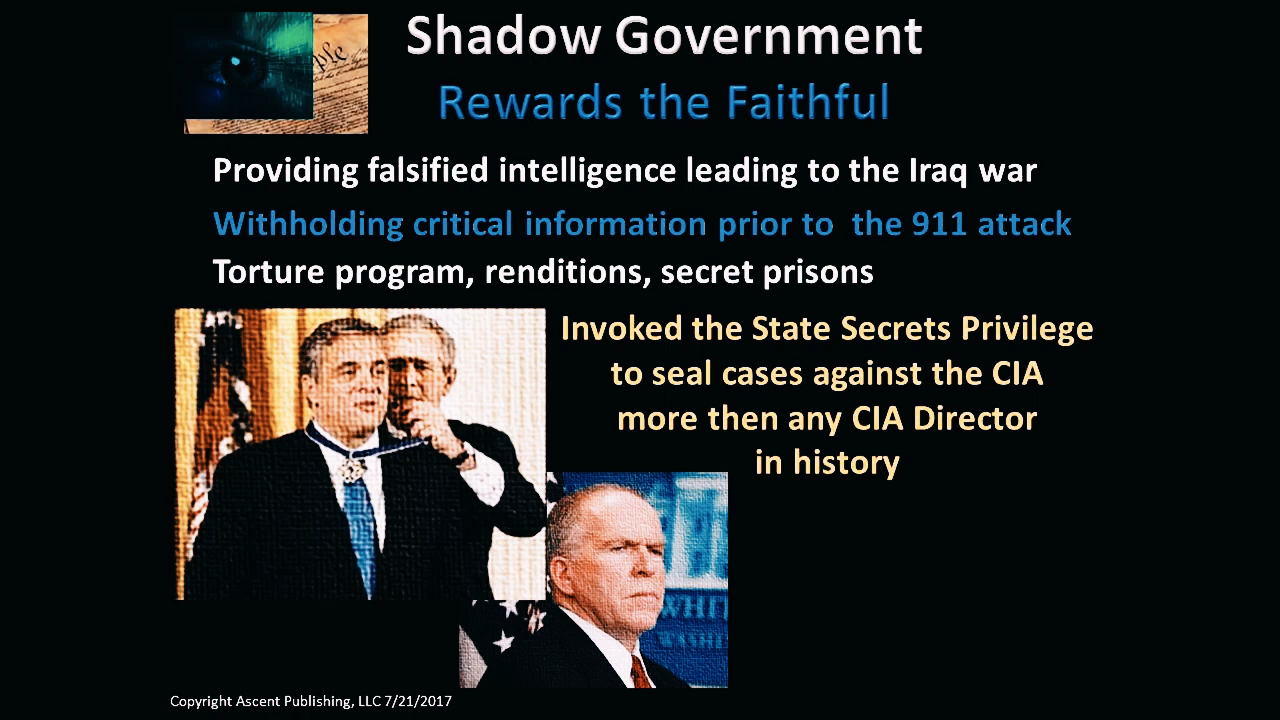 Shadow Government
Rewards the Faithful
Providing falsified intelligence leading to the Iraq war
Withholding critical information prior to the 911 attack
Torture program, renditions, secret prisons
Invoked the State Secrets Privilege
to seal cases against the CIA
more then any CIA Director
in history
Copyright Ascent Publishing, LLC 7/21/2017